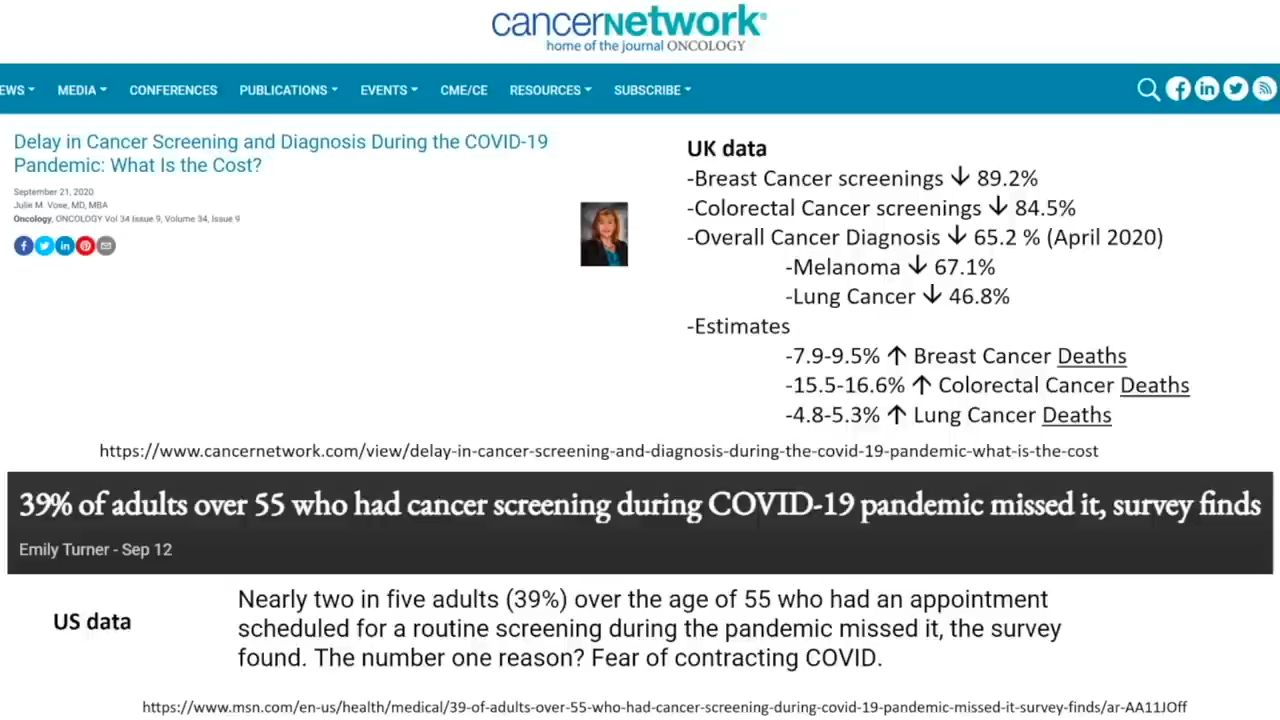 cancerNETWORK®
home of the journal ONCOLOGY
EWS MEDIA CONFERENCES PUBLICATIONS EVENTS CME/CE RESOURCES SUBSCRIBE
Delay in Cancer Screening and Diagnosis During the COVID-19
Pandemic: What Is the Cost?
September 21, 2020
Julie M. Vose, MD, MBA
Oncology, ONCOLOGY Vol 34 Issue 9, Volume 34, Issue 9
UK data
-Breast Cancer screenings ↓ 89.2%
-Colorectal Cancer screenings ↓ 84.5%
-Overall Cancer Diagnosis ↓ 65.2 % (April 2020)
-Melanoma ↓ 67.1%
-Lung Cancer ↓ 46.8%
-Estimates
-7.9-9.5% ↑ Breast Cancer Deaths
-15.5-16.6% ↑ Colorectal Cancer Deaths
-4.8-5.3% ↑ Lung Cancer Deaths
https://www.cancernetwork.com/view/delay-in-cancer-screening-and-diagnosis-during-the-covid-19-pandemic-what-is-the-cost
39% of adults over 55 who had cancer screening during COVID-19 pandemic missed it, survey finds
Emily Turner - Sep 12
US data
Nearly two in five adults (39%) over the age of 55 who had an appointment
scheduled for a routine screening during the pandemic missed it, the survey
found. The number one reason? Fear of contracting COVID.
https://www.msn.com/en-us/health/medical/39-of-adults-over-55-who-had-cancer-screening-during-covid-19-pandemic-missed-it-survey-finds/ar-AA11JOff